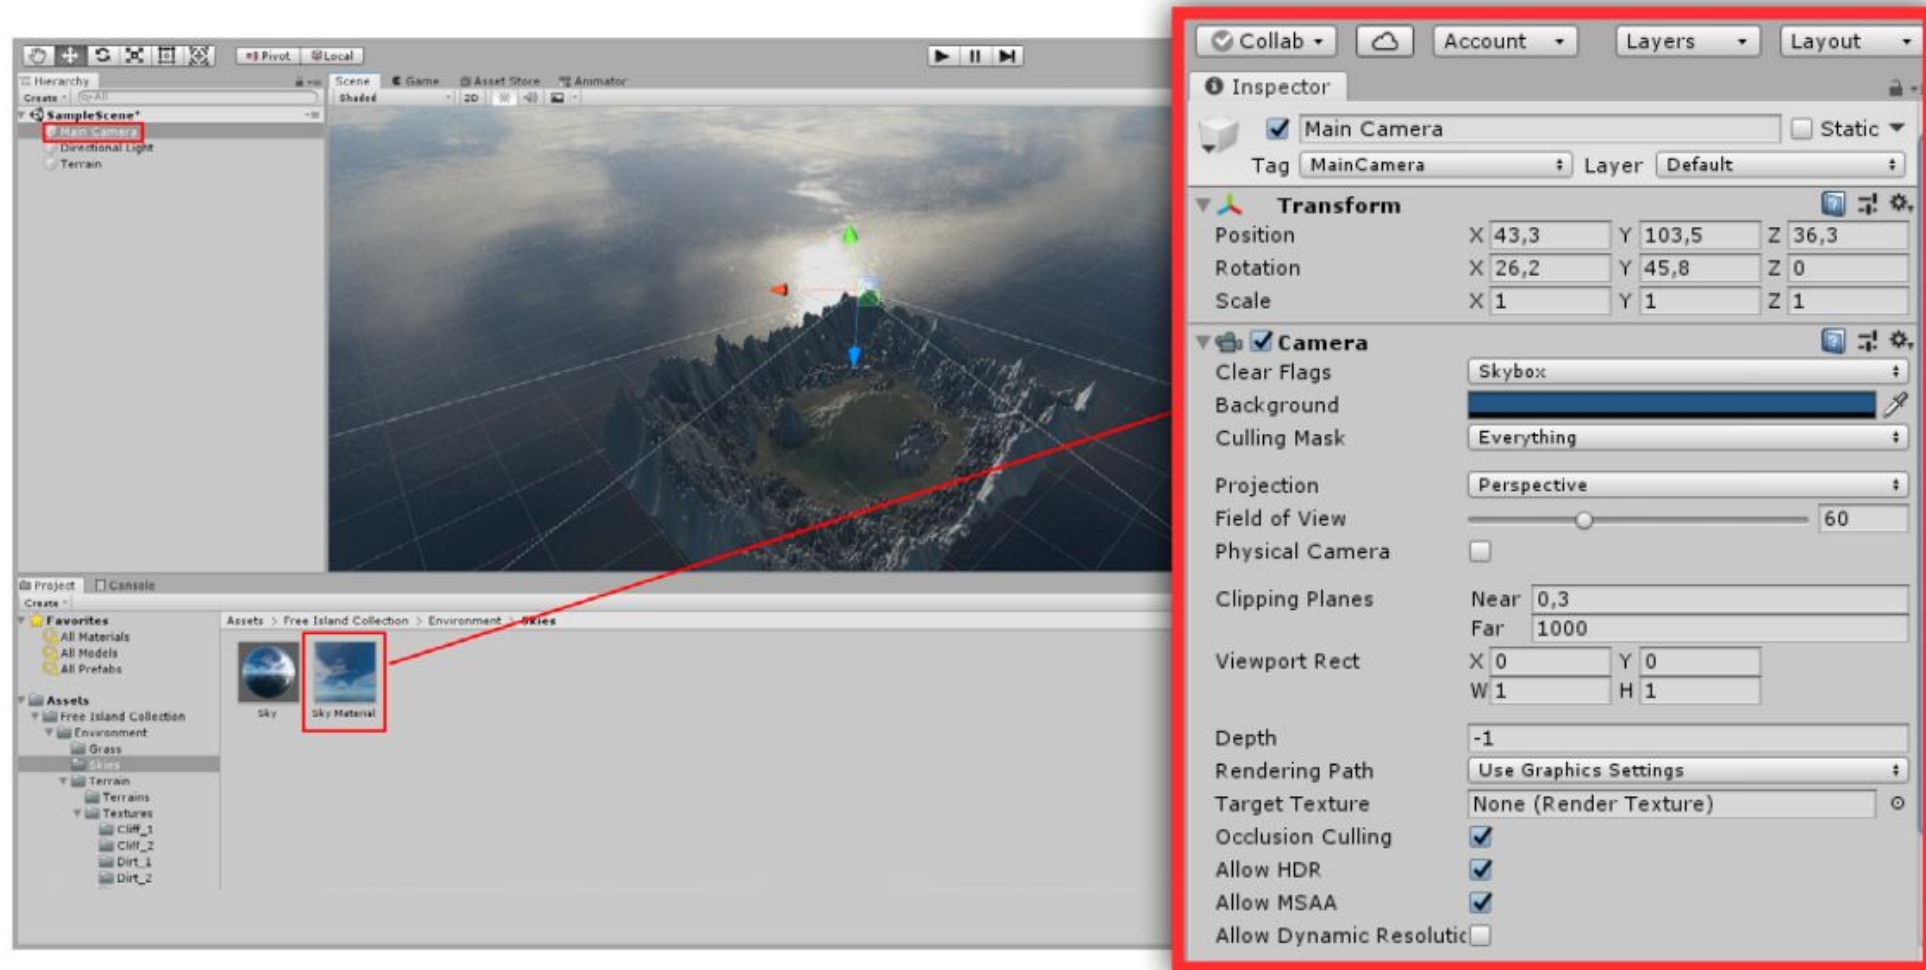 Pivot Local
Hierarchy
Create All
SampleScene*
Main Camera
Directional Light
Terrain
Scene Game Asset Store Animator
Shaded 2D
Project Console
Create
Favorites
All Materials
All Models
All Prefabs
Assets
Free Island Collection
Environment
Grass
Skies
Terrain
Terrains
Textures
Cliff_1
Cliff_2
Dirt_1
Dirt_2
Assets > Free Island Collection > Environment > Skies
Sky Sky Material
Collab Account Layers Layout
Inspector
Main Camera Static
Tag MainCamera Layer Default
Transform
Position X 43,3 Y 103,5 Z 36,3
Rotation X 26,2 Y 45,8 Z 0
Scale X 1 Y 1 Z 1
Camera
Clear Flags Skybox
Background
Culling Mask Everything
Projection Perspective
Field of View 60
Physical Camera
Clipping Planes Near 0,3
Far 1000
Viewport Rect X 0 Y 0
W 1 H 1
Depth -1
Rendering Path Use Graphics Settings
Target Texture None (Render Texture)
Occlusion Culling
Allow HDR
Allow MSAA
Allow Dynamic Resolutic